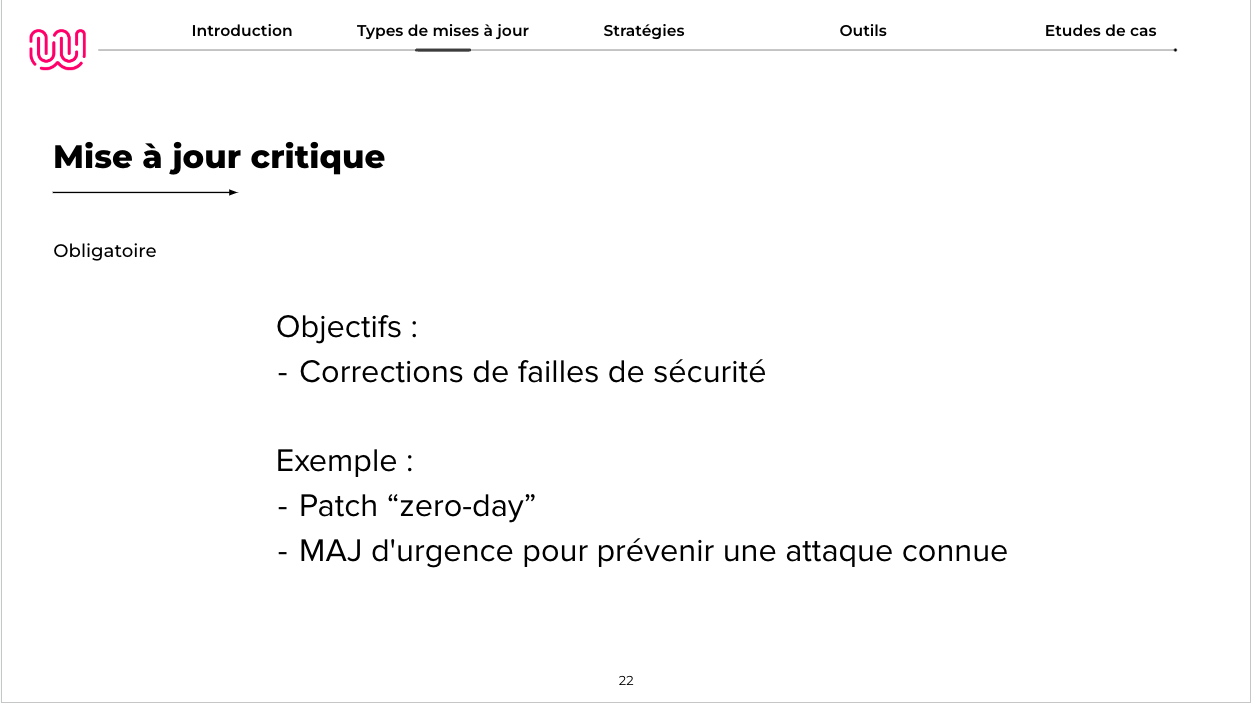 Introduction
Types de mises à jour
Stratégies
Outils
Etudes de cas
Mise à jour critique
Obligatoire
Objectifs :
- Corrections de failles de sécurité
Exemple :
- Patch “zero-day”
- MAJ d'urgence pour prévenir une attaque connue
22